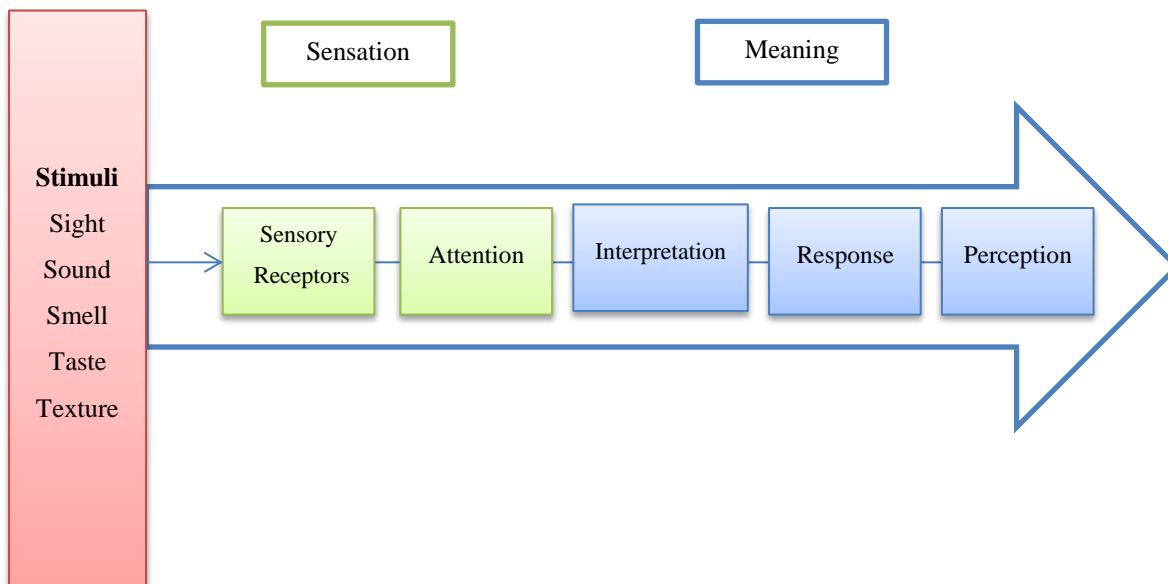 Sensation
Meaning
Stimuli
Sight
Sound
Smell
Taste
Texture
Sensory
Receptors
Attention
Interpretation
Response
Perception